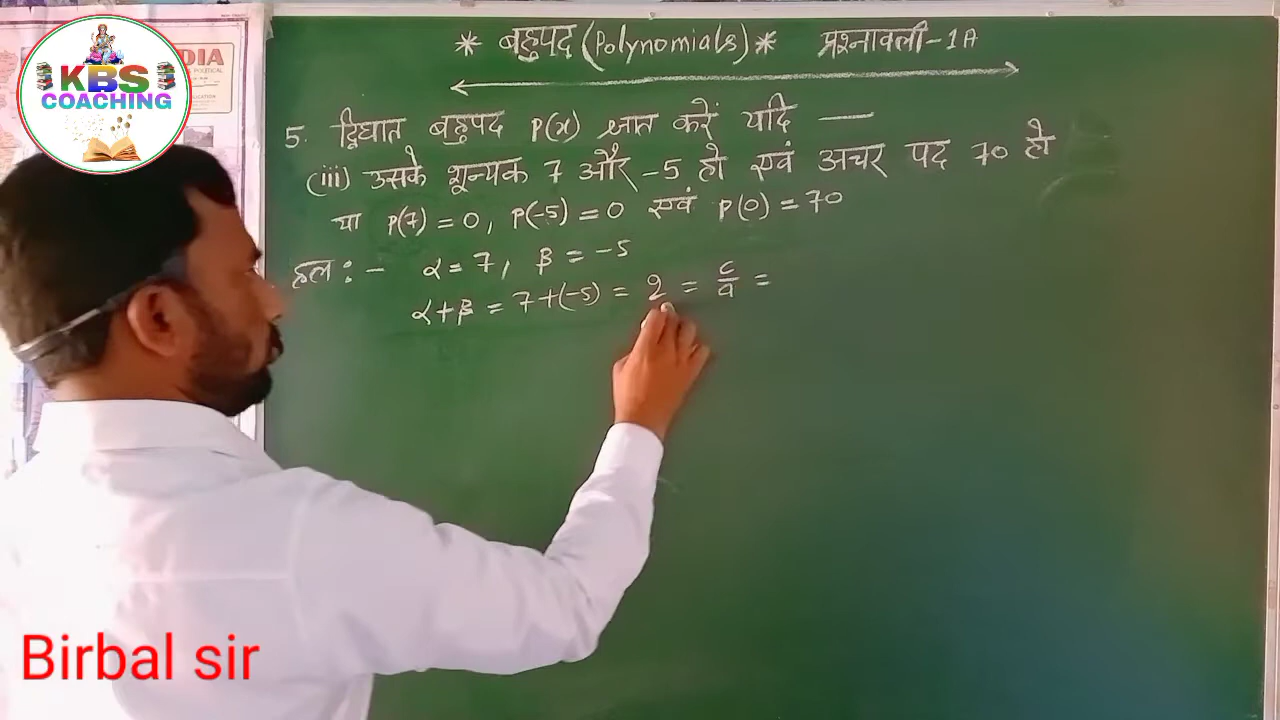 KBS
COACHING
* बहुपद (Polynomials) * प्रश्नावली-1A
5. द्विघात बहुपद P(x) ज्ञात करें यदि —
(iii) उसके शून्यक 7 और -5 हो एवं अचर पद 70 हो
या P(7) = 0, P(-5) = 0 एवं P(0) = 70
हल :- α = 7, β = -5
α+β = 7+(-5) = 2 = c/a =
Birbal sir